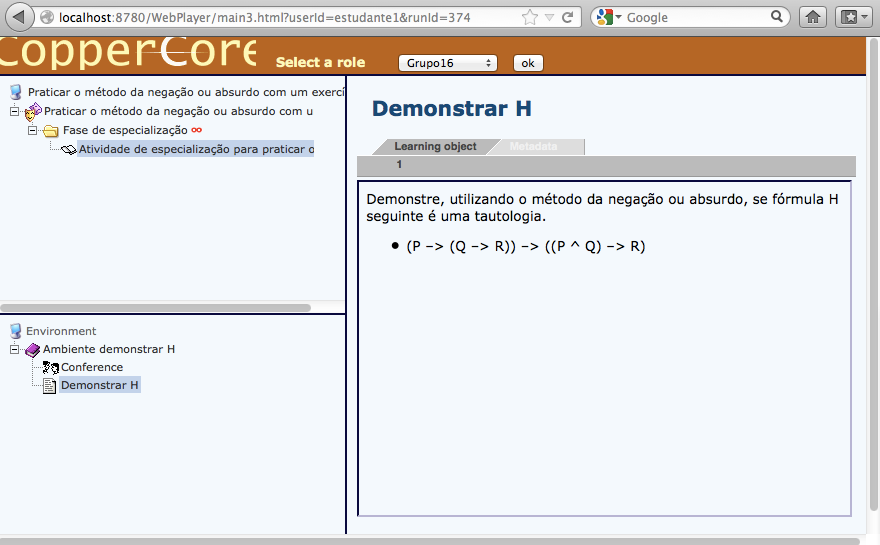 localhost:8780/WebPlayer/main3.html?userId=estudante1&runId=374
Google
CopperCore
Select a role
Grupo16
ok
Praticar o método da negação ou absurdo com um exercí
Praticar o método da negação ou absurdo com u
Fase de especialização
Atividade de especialização para praticar o
Environment
Ambiente demonstrar H
Conference
Demonstrar H
Demonstrar H
Learning object
Metadata
1
Demonstre, utilizando o método da negação ou absurdo, se fórmula H
seguinte é uma tautologia.
• (P -> (Q -> R)) -> ((P ^ Q) -> R)